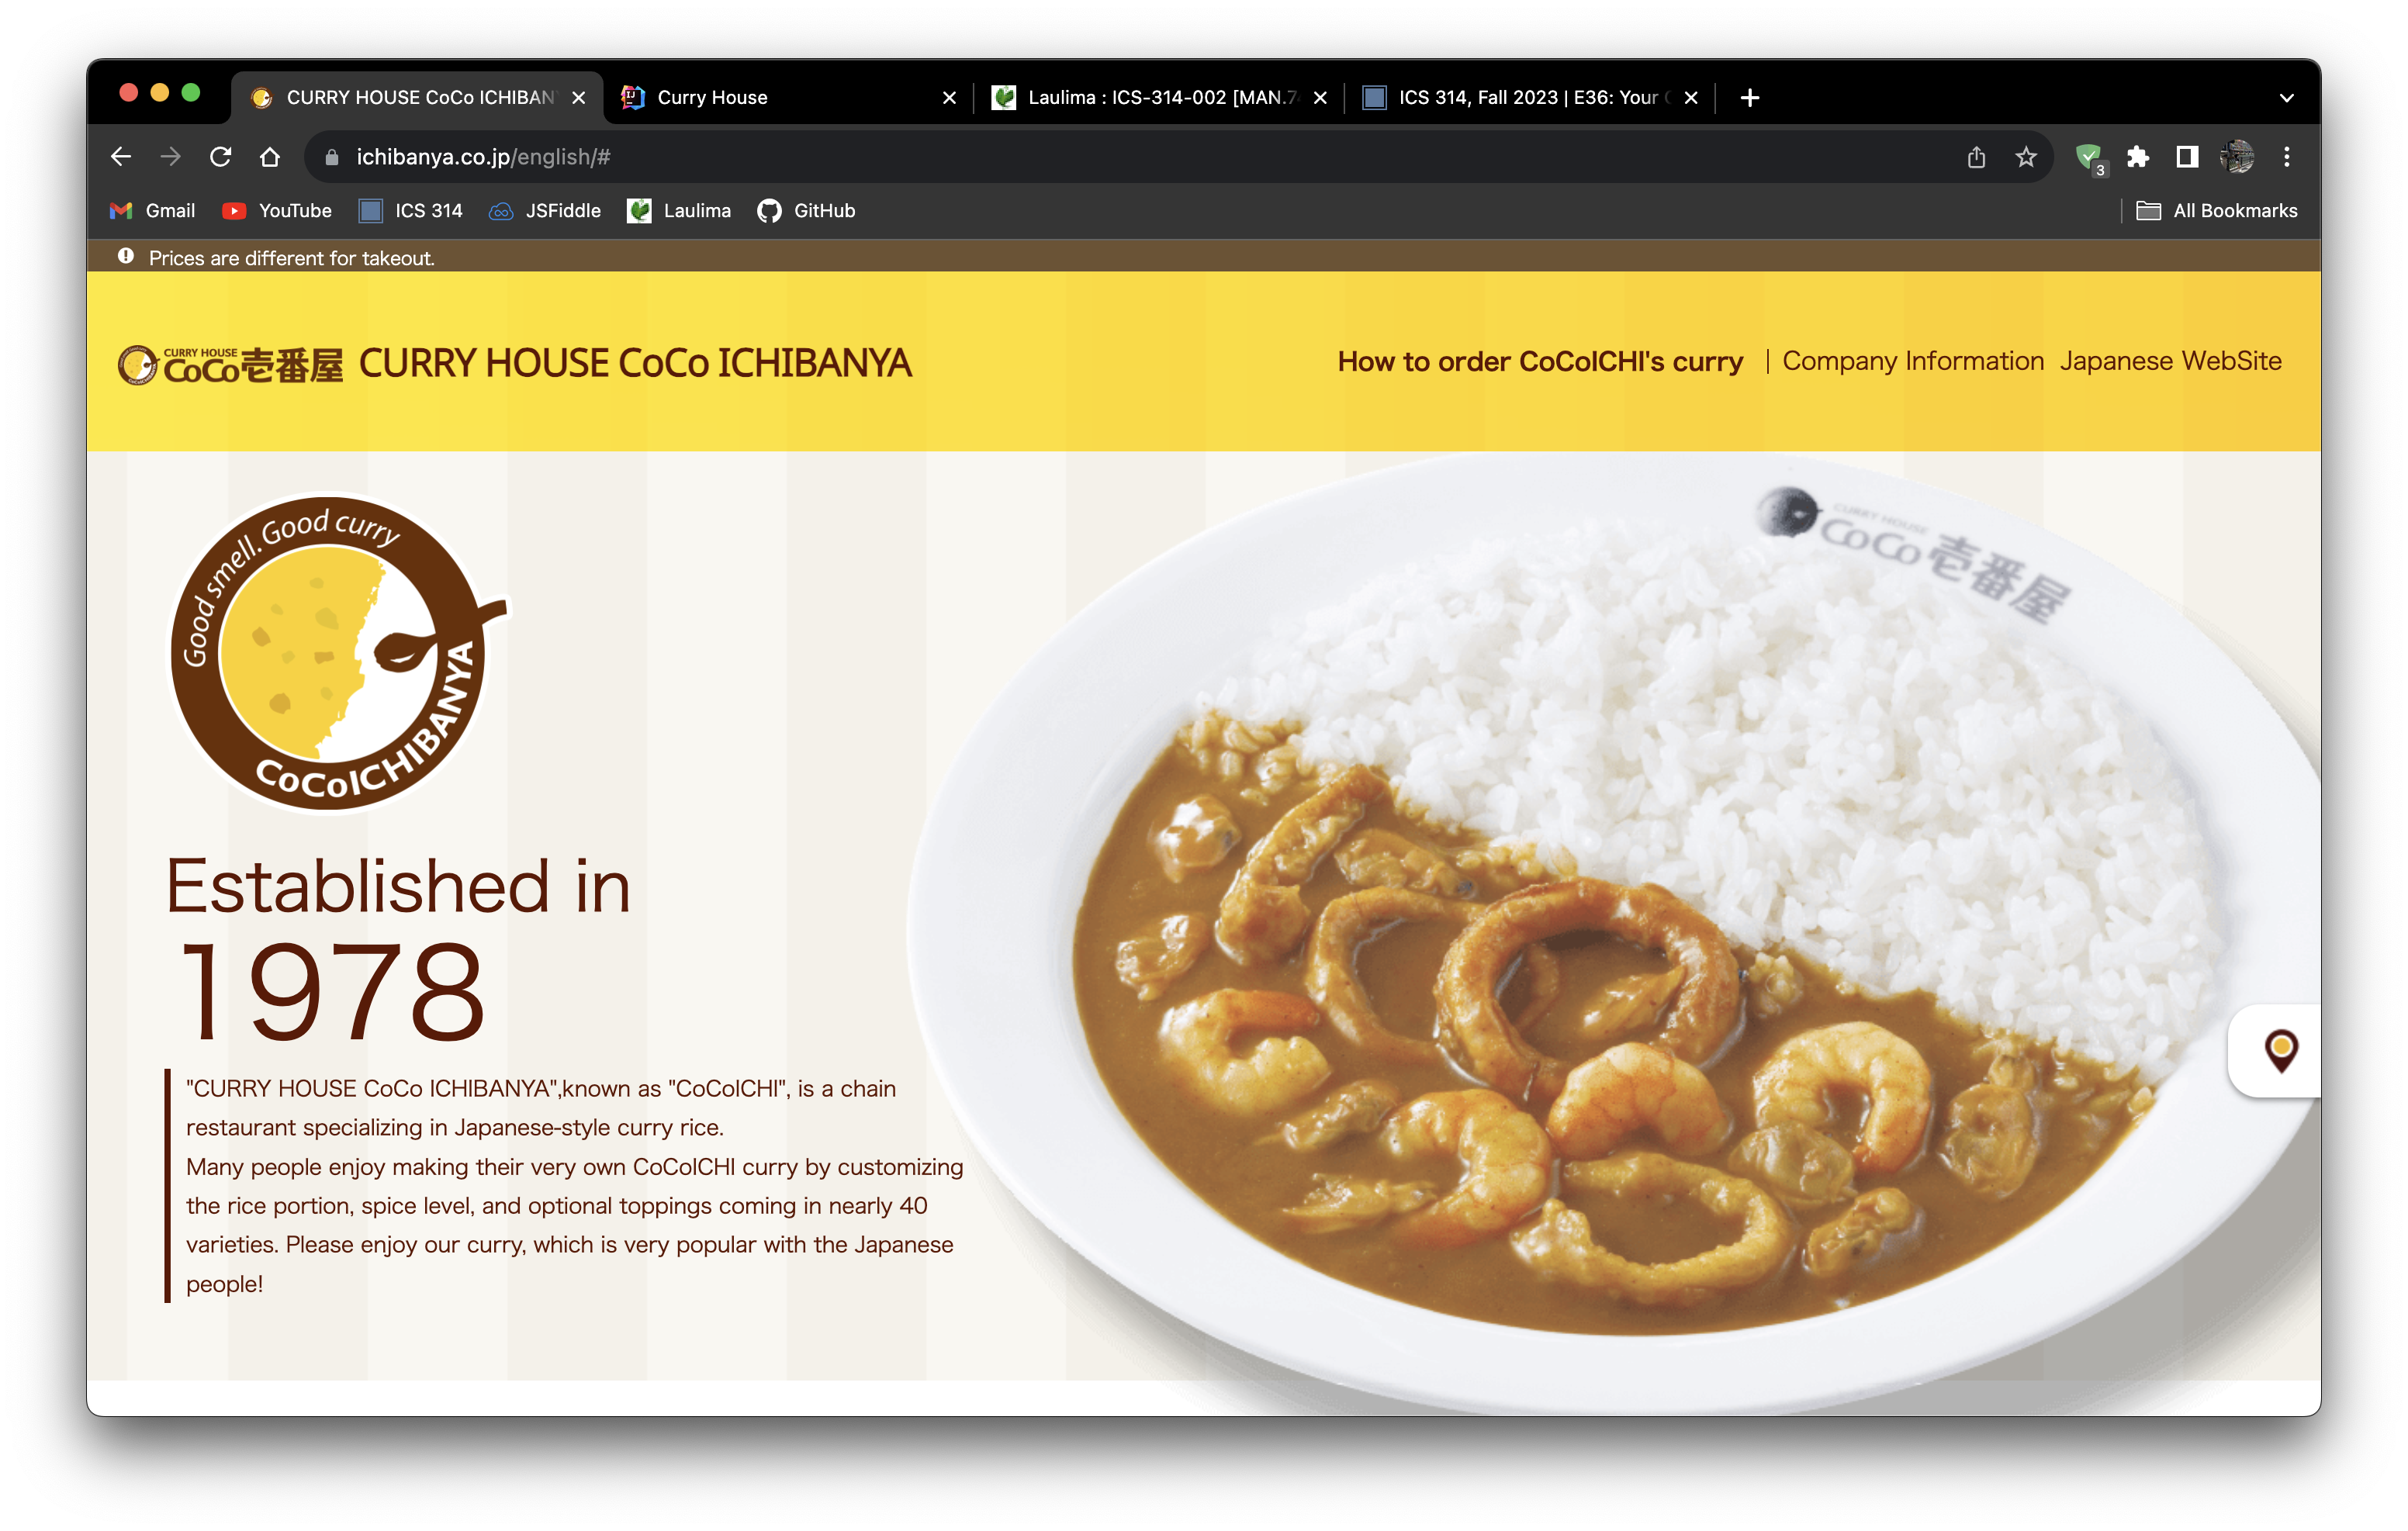 CURRY HOUSE CoCo ICHIBAN
Curry House
Laulima : ICS-314-002 [MAN.7
ICS 314, Fall 2023 | E36: Your
ichibanya.co.jp/english/#
3
Gmail YouTube ICS 314 JSFiddle Laulima GitHub All Bookmarks
Prices are different for takeout.
CURRY HOUSE
CoCo壱番屋
CURRY HOUSE CoCo ICHIBANYA
How to order CoCoICHI's curry | Company Information Japanese WebSite
Good smell. Good curry
CoCoICHIBANYA
CURRY HOUSE
CoCo壱番屋
Established in
1978
"CURRY HOUSE CoCo ICHIBANYA",known as "CoCoICHI", is a chain
restaurant specializing in Japanese-style curry rice.
Many people enjoy making their very own CoCoICHI curry by customizing
the rice portion, spice level, and optional toppings coming in nearly 40
varieties. Please enjoy our curry, which is very popular with the Japanese
people!